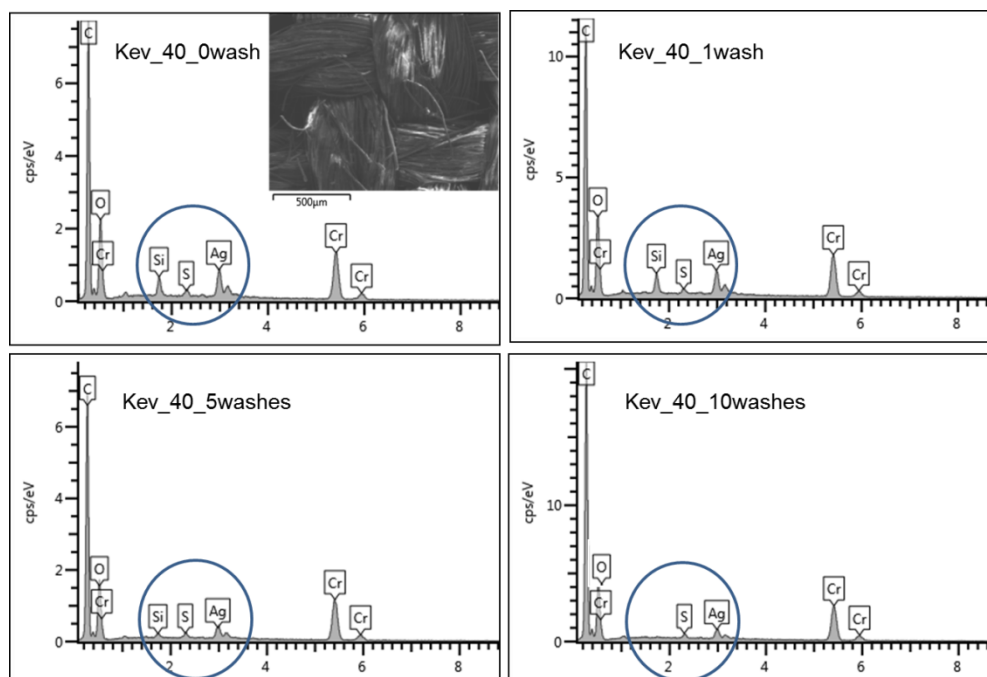 Kev_40_0wash
cps/eV
6
4
2
0
C
O
Cr
Si
S
Ag
Cr
Cr
2
4
6
8
500µm
Kev_40_1wash
cps/eV
10
5
0
C
O
Cr
Si
S
Ag
Cr
Cr
2
4
6
8
Kev_40_5washes
cps/eV
6
4
2
0
C
O
Cr
Si
S
Ag
Cr
Cr
2
4
6
8
Kev_40_10washes
cps/eV
10
0
C
O
Cr
S
Ag
Cr
Cr
2
4
6
8